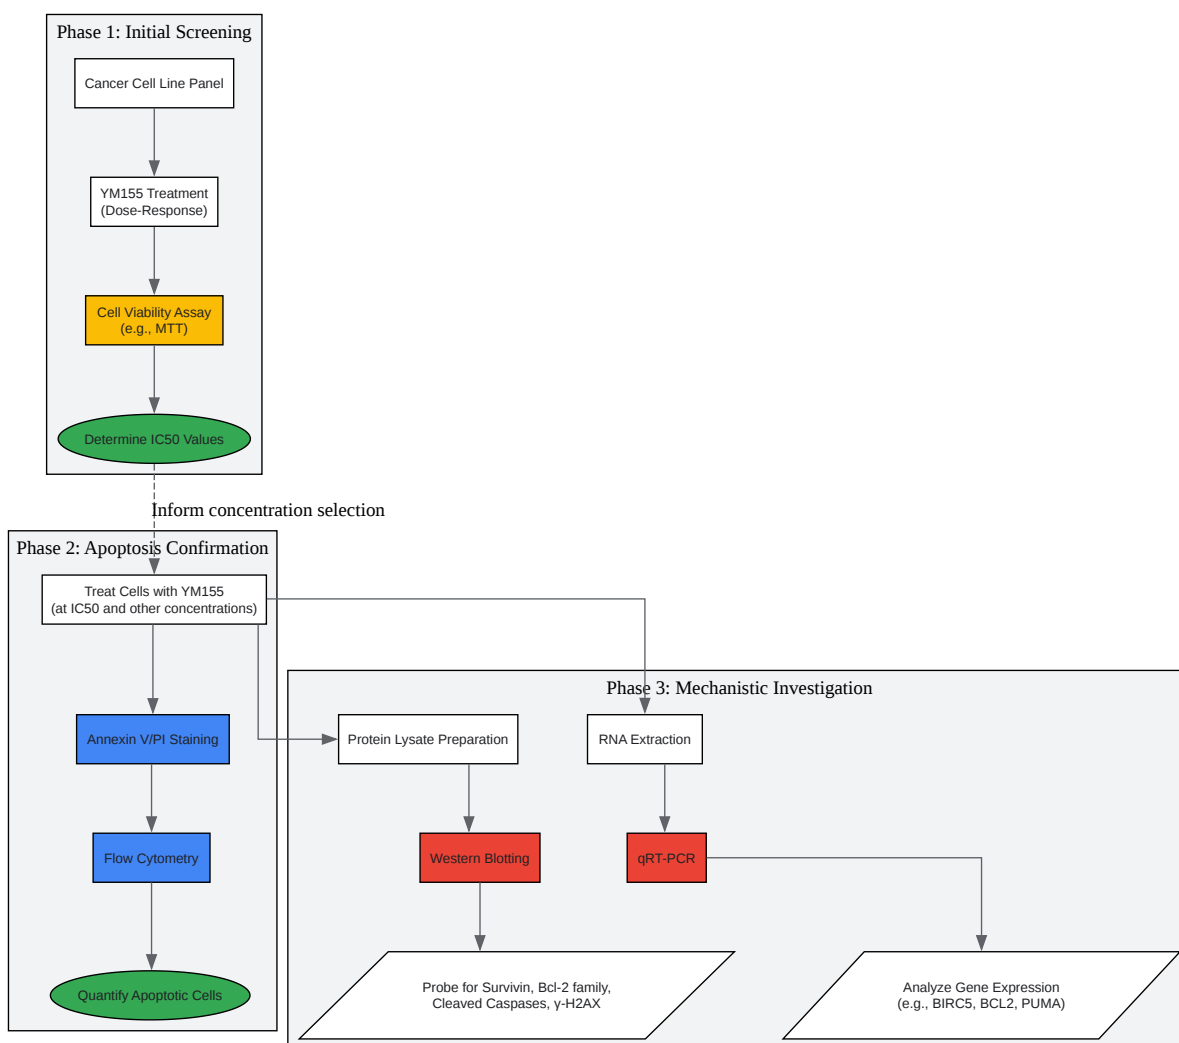 Phase 1: Initial Screening
Cancer Cell Line Panel
YM155 Treatment
(Dose-Response)
Cell Viability Assay
(e.g., MTT)
Determine IC50 Values
Inform concentration selection
Phase 2: Apoptosis Confirmation
Treat Cells with YM155
(at IC50 and other concentrations)
Annexin V/PI Staining
Flow Cytometry
Quantify Apoptotic Cells
Phase 3: Mechanistic Investigation
Protein Lysate Preparation
RNA Extraction
Western Blotting
qRT-PCR
Probe for Survivin, Bcl-2 family,
Cleaved Caspases, γ-H2AX
Analyze Gene Expression
(e.g., BIRC5, BCL2, PUMA)